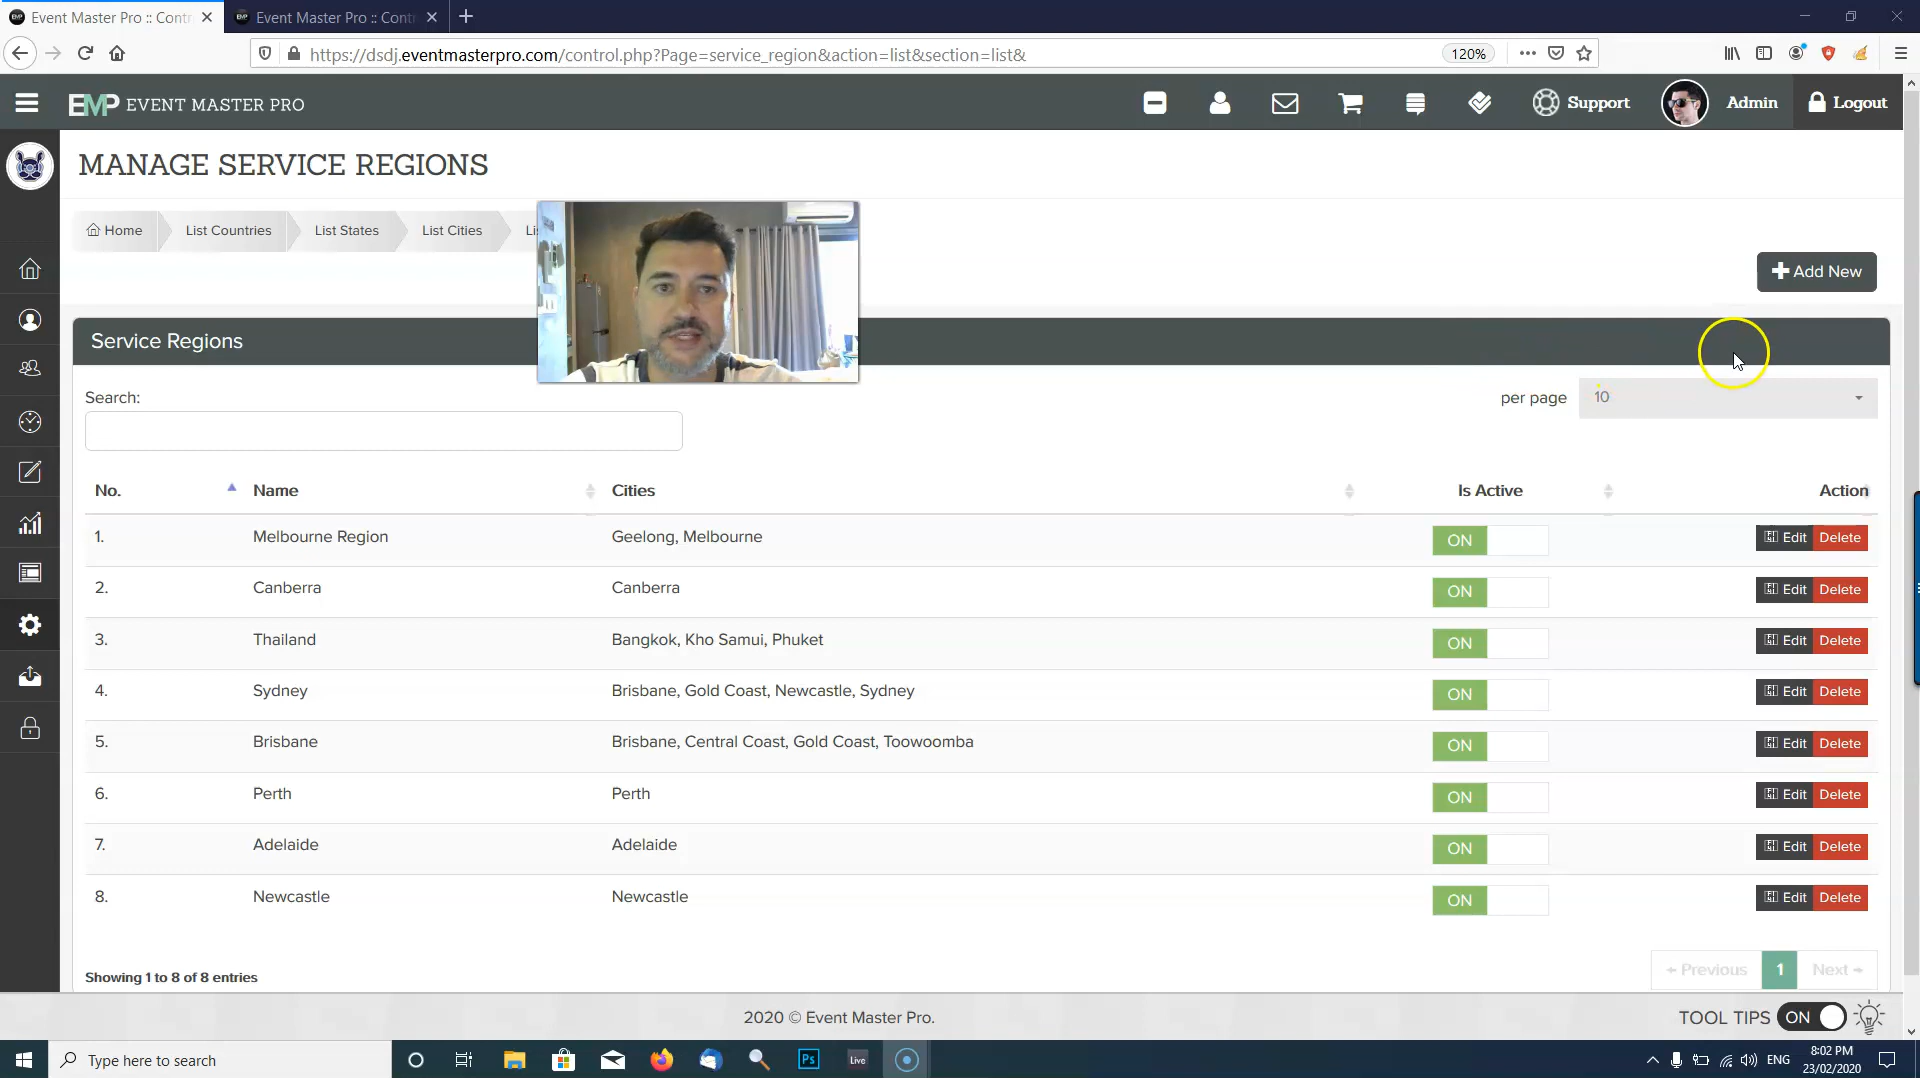 Event Master Pro :: Contr
Event Master Pro :: Cont
https://dsdj.eventmasterpro.com/control.php?Page=service_region&action=list&section=list&
120%
EMP EVENT MASTER PRO
Support
Admin
Logout
MANAGE SERVICE REGIONS
Home
List Countries
List States
List Cities
Add New
Service Regions
Search:
per page
10
No.
Name
Cities
Is Active
Action
1. Melbourne Region Geelong, Melbourne ON Edit Delete
2. Canberra Canberra ON Edit Delete
3. Thailand Bangkok, Kho Samui, Phuket ON Edit Delete
4. Sydney Brisbane, Gold Coast, Newcastle, Sydney ON Edit Delete
5. Brisbane Brisbane, Central Coast, Gold Coast, Toowoomba ON Edit Delete
6. Perth Perth ON Edit Delete
7. Adelaide Adelaide ON Edit Delete
8. Newcastle Newcastle ON Edit Delete
Showing 1 to 8 of 8 entries
Previous 1 Next
2020 © Event Master Pro.
TOOL TIPS ON
Type here to search
Ps
Live
ENG
8:02 PM
23/02/2020